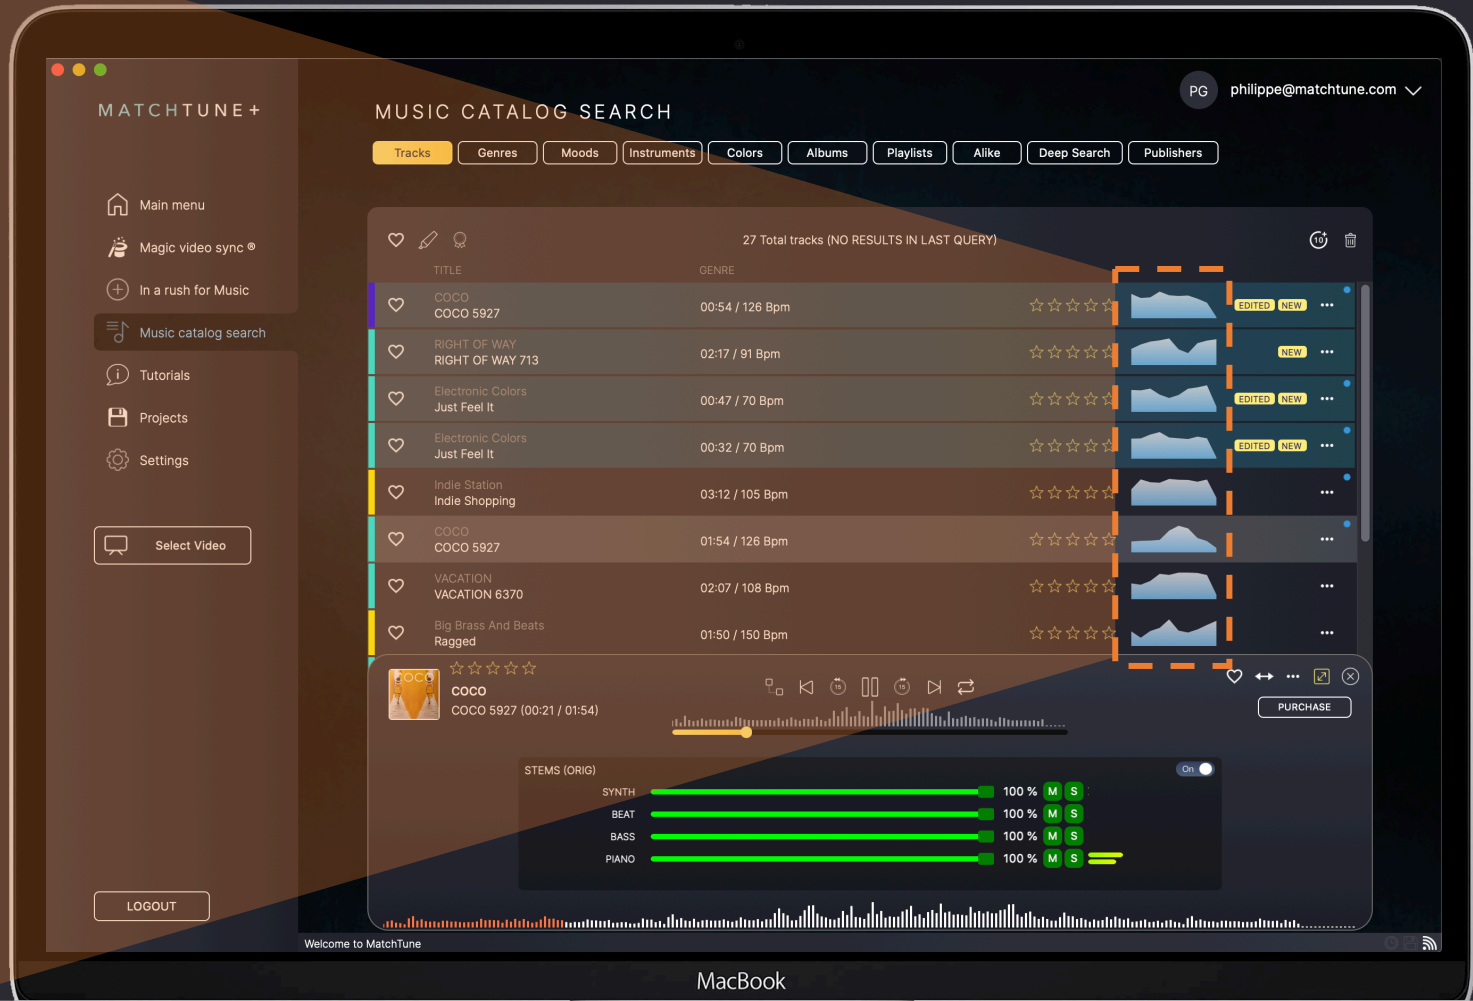 MATCHTUNE+
MUSIC CATALOG SEARCH
PG philippe@matchtune.com
Tracks Genres Moods Instruments Colors Albums Playlists Alike Deep Search Publishers
Main menu
Magic video sync ®
In a rush for Music
Music catalog search
Tutorials
Projects
Settings
Select Video
LOGOUT
27 Total tracks (NO RESULTS IN LAST QUERY) 10+
TITLE GENRE
COCO
COCO 5927 00:54 / 126 Bpm EDITED NEW
RIGHT OF WAY
RIGHT OF WAY 713 02:17 / 91 Bpm NEW
Electronic Colors
Just Feel It 00:47 / 70 Bpm EDITED NEW
Electronic Colors
Just Feel It 00:32 / 70 Bpm EDITED NEW
Indie Station
Indie Shopping 03:12 / 105 Bpm
COCO
COCO 5927 01:54 / 126 Bpm
VACATION
VACATION 6370 02:07 / 108 Bpm
Big Brass And Beats
Ragged 01:50 / 150 Bpm
COCO
COCO
COCO 5927 (00:21 / 01:54)
15 15
PURCHASE
STEMS (ORIG) On
SYNTH 100 % M S
BEAT 100 % M S
BASS 100 % M S
PIANO 100 % M S
Welcome to MatchTune
MacBook